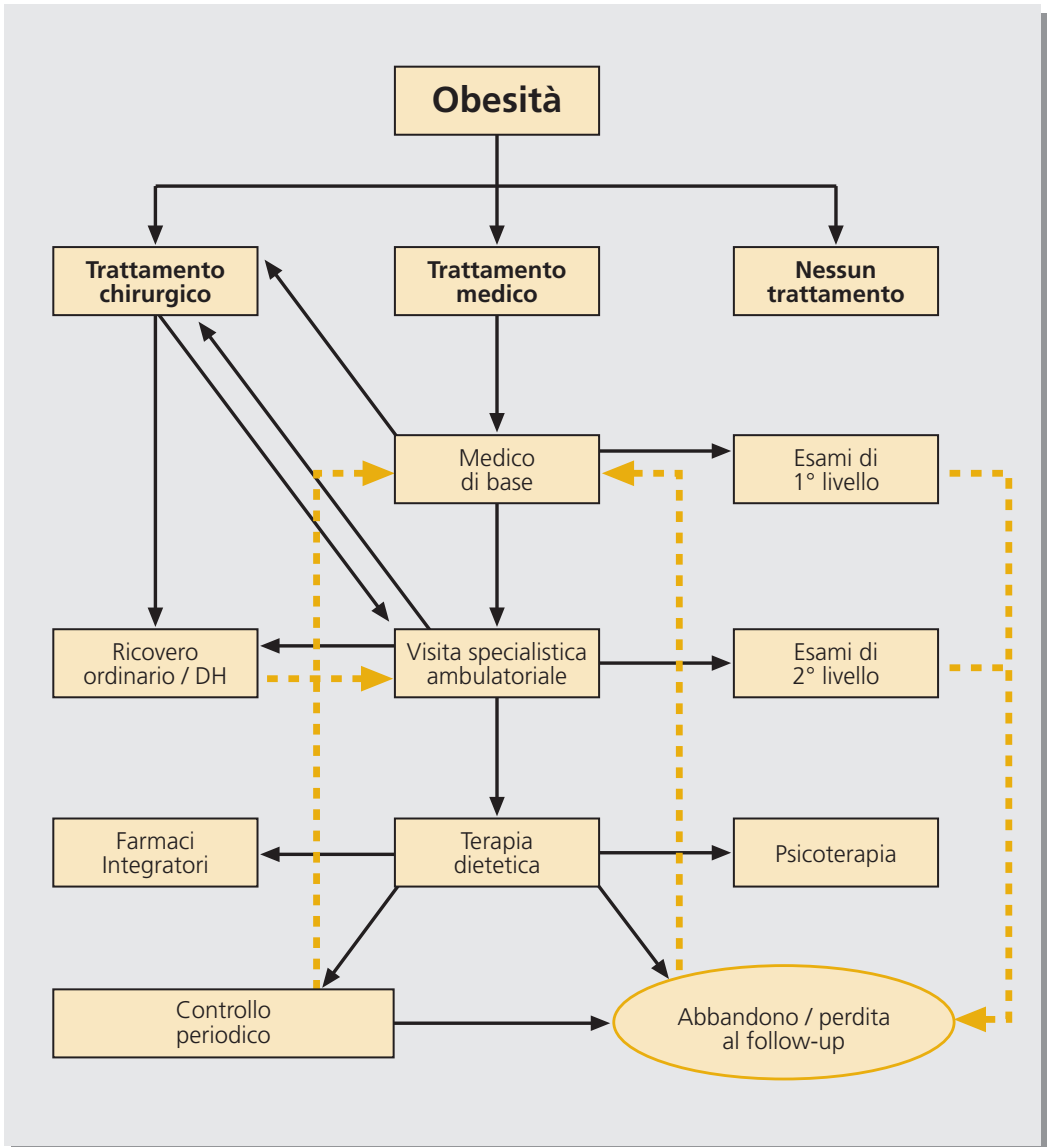 Obesità
Trattamento
chirurgico
Trattamento
medico
Nessun
trattamento
Medico
di base
Esami di
1° livello
Ricovero
ordinario / DH
Visita specialistica
ambulatoriale
Esami di
2° livello
Farmaci
Integratori
Terapia
dietetica
Psicoterapia
Controllo
periodico
Abbandono / perdita
al follow-up